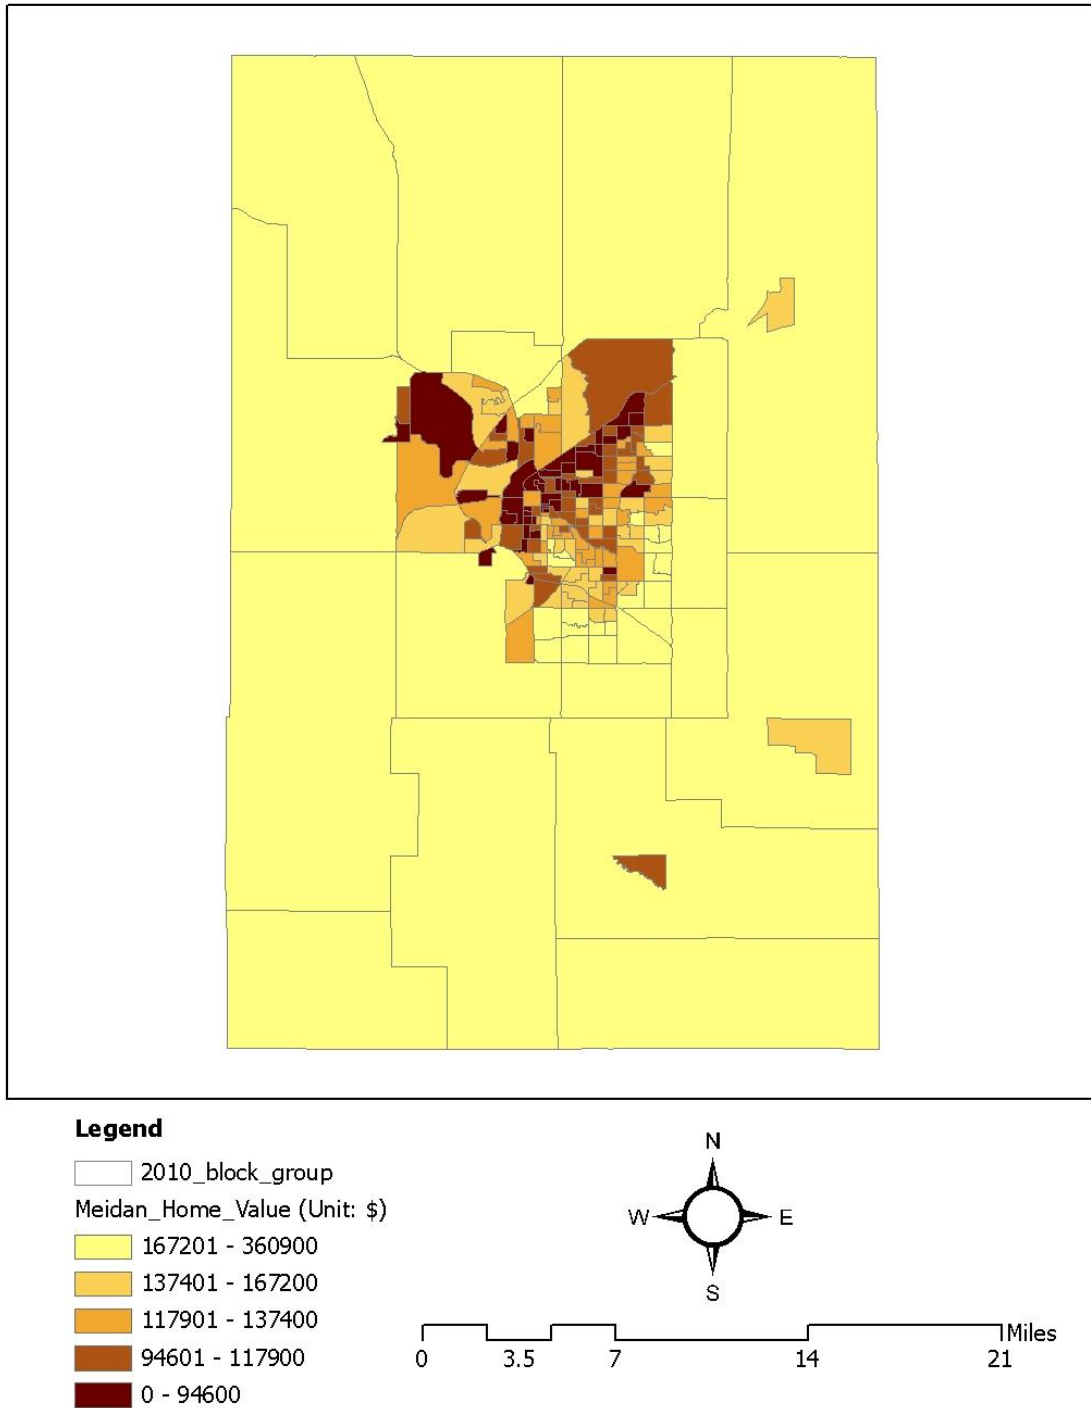 Legend
2010_block_group
Meidan_Home_Value (Unit: $)
167201 - 360900
137401 - 167200
117901 - 137400
94601 - 117900
0 - 94600
N
W E
S
Miles
0 3.5 7 14 21